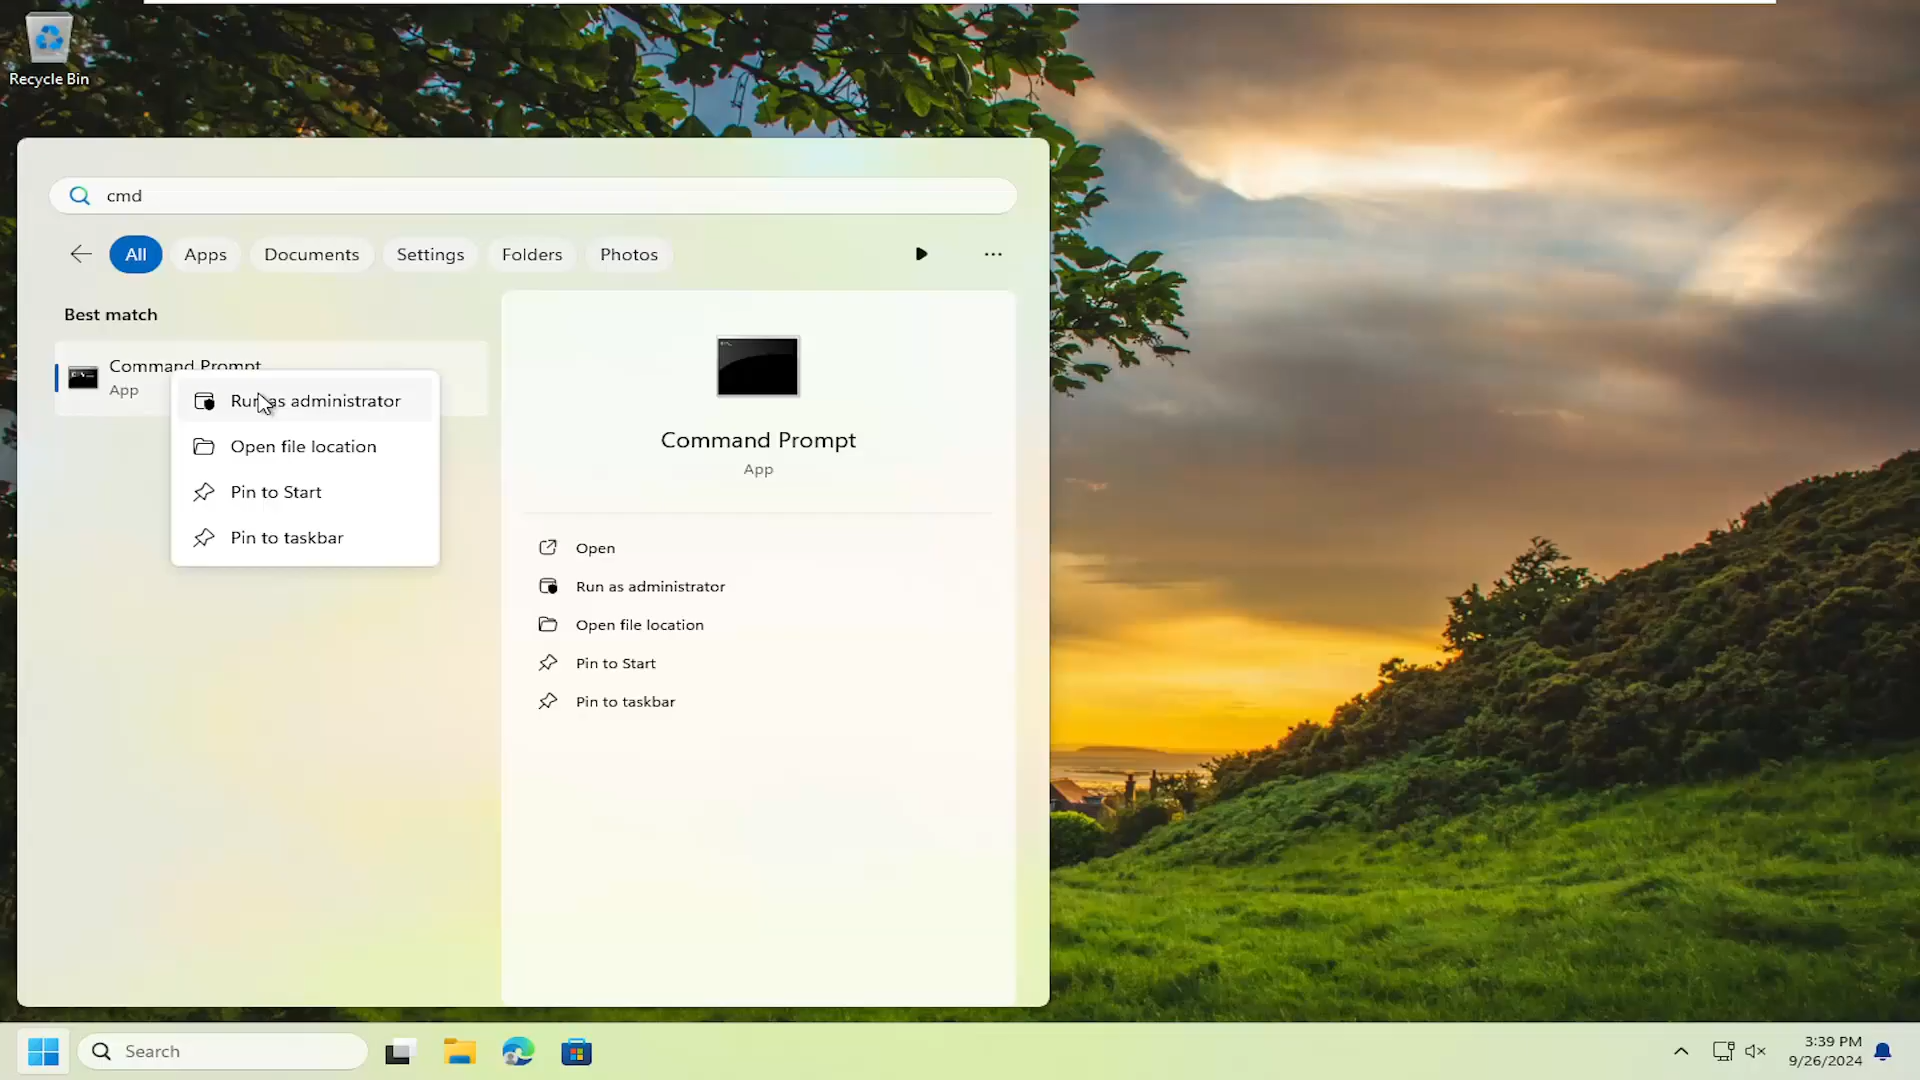 Recycle Bin
cmd
All
Apps
Documents
Settings
Folders
Photos
Best match
Command Prompt
App
Run as administrator
Open file location
Pin to Start
Pin to taskbar
Command Prompt
App
Open
Run as administrator
Open file location
Pin to Start
Pin to taskbar
Search
3:39 PM
9/26/2024